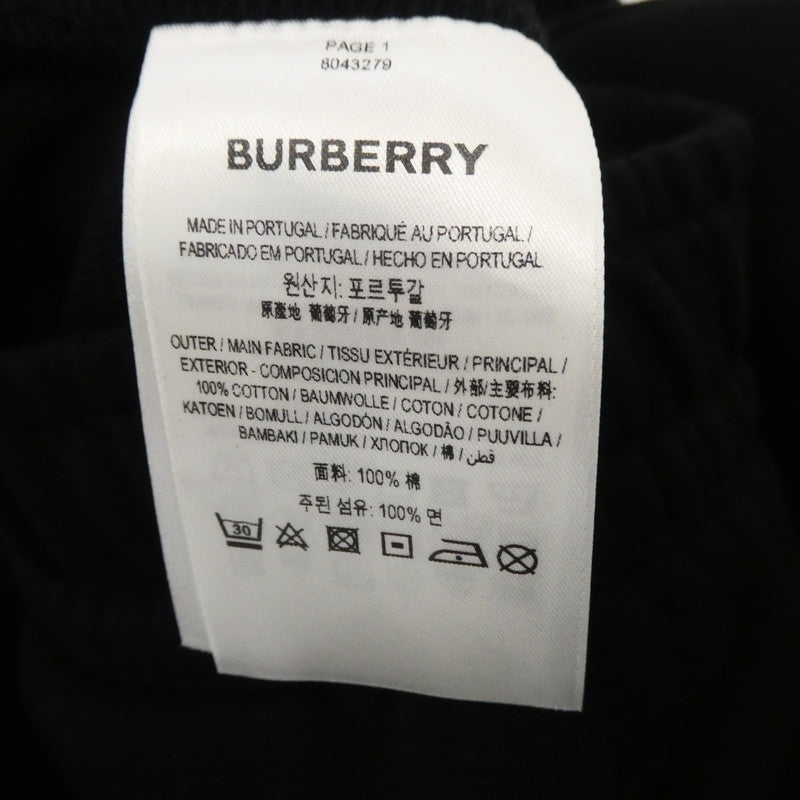 PAGE 1
8043279
BURBERRY
MADE IN PORTUGAL / FABRIQUÉ AU PORTUGAL /
FABRICADO EM PORTUGAL / HECHO EN PORTUGAL
원산지: 포르투갈
原產地 葡萄牙 / 原产地 葡萄牙
OUTER / MAIN FABRIC / TISSU EXTÉRIEUR / PRINCIPAL /
EXTERIOR - COMPOSICION PRINCIPAL / 外部/主要布料:
100% COTTON / BAUMWOLLE / COTON / COTONE /
KATOEN / BOMULL / ALGODÓN / ALGODÃO / PUUVILLA /
BAMBAKI / PAMUK / ХЛОПОК / 棉 / قطن
面料: 100% 棉
주된 섬유: 100% 면
30